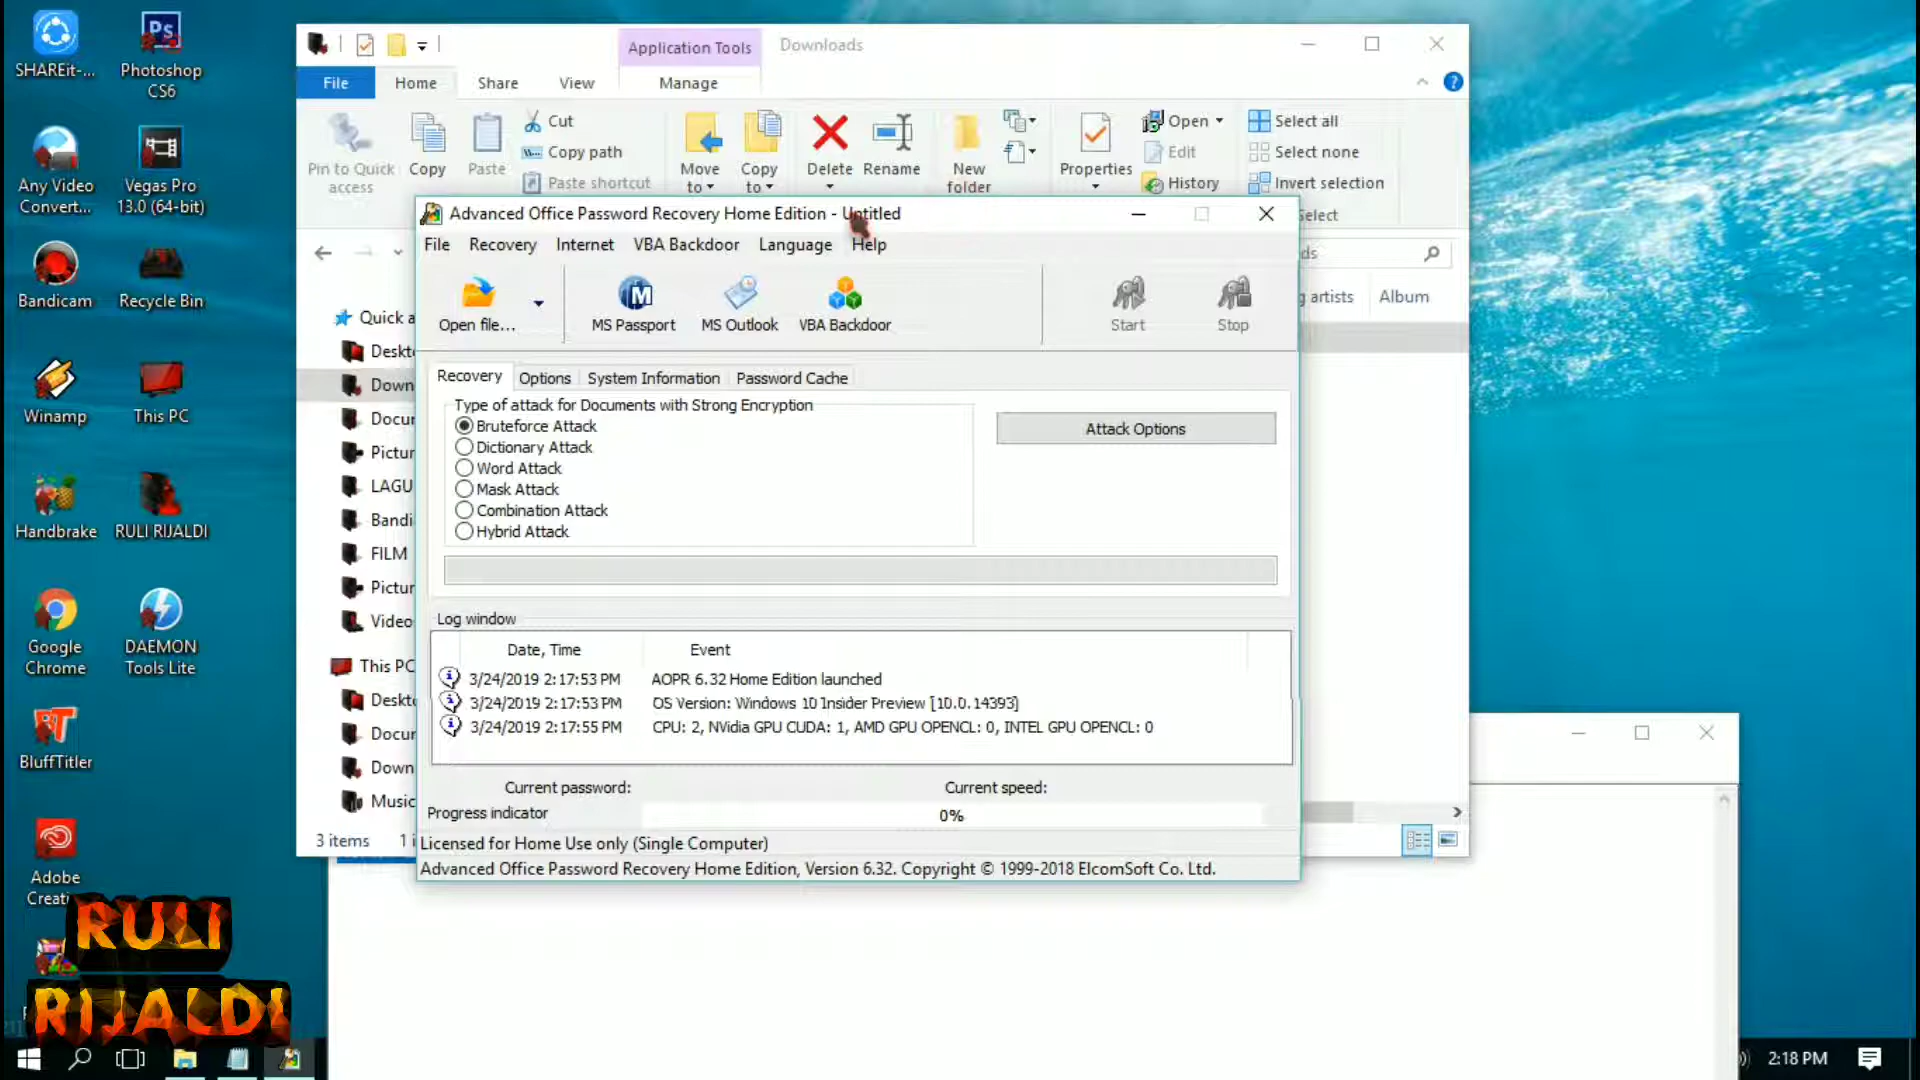 SHAREit-...
Photoshop CS6
Any Video Convert...
Vegas Pro 13.0 (64-bit)
Bandicam
Recycle Bin
Winamp
This PC
Handbrake
RULI RIJALDI
Google Chrome
DAEMON Tools Lite
BluffTitler
Adobe
Creati
RULI
RIJALDI
Application Tools
Downloads
File
Home
Share
View
Manage
Pin to Quick access
Copy
Paste
Cut
Copy path
Paste shortcut
Move to
Copy to
Delete
Rename
New folder
Properties
Open
Edit
History
Select all
Select none
Invert selection
Select
ds
g artists
Album
Quick a
Deskt
Down
Docur
Pictur
LAGU
Bandi
FILM
Pictur
Video
This PC
Deskt
Docur
Down
Music
3 items
Advanced Office Password Recovery Home Edition - Untitled
File Recovery Internet VBA Backdoor Language Help
Open file...
MS Passport
MS Outlook
VBA Backdoor
Start
Stop
Recovery
Options
System Information
Password Cache
Type of attack for Documents with Strong Encryption
Bruteforce Attack
Dictionary Attack
Word Attack
Mask Attack
Combination Attack
Hybrid Attack
Attack Options
Log window
Date, Time Event
3/24/2019 2:17:53 PM AOPR 6.32 Home Edition launched
3/24/2019 2:17:53 PM OS Version: Windows 10 Insider Preview [10.0.14393]
3/24/2019 2:17:55 PM CPU: 2, NVidia GPU CUDA: 1, AMD GPU OPENCL: 0, INTEL GPU OPENCL: 0
Current password:
Current speed:
Progress indicator
0%
Licensed for Home Use only (Single Computer)
Advanced Office Password Recovery Home Edition, Version 6.32. Copyright © 1999-2018 ElcomSoft Co. Ltd.
2:18 PM